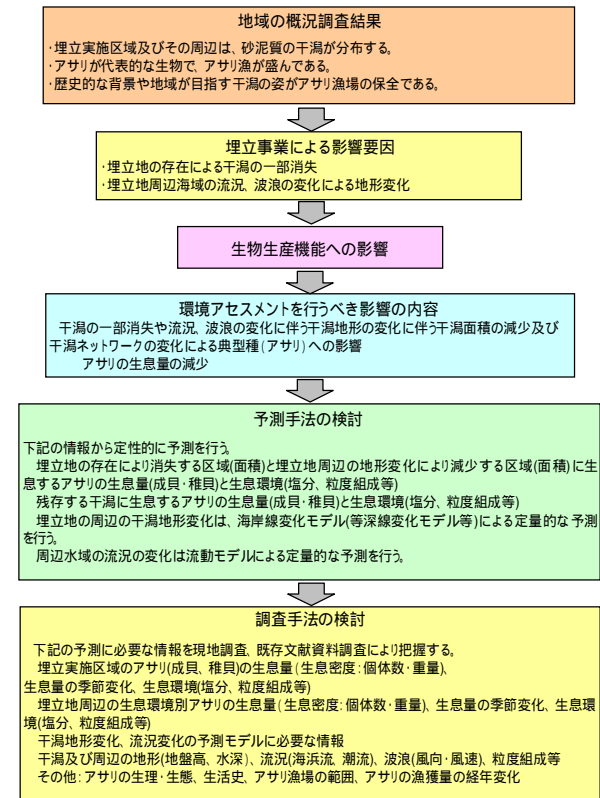 地域の概況調査結果
･埋立実施区域及びその周辺は、砂泥質の干潟が分布する。
･アサリが代表的な生物で、アサリ漁が盛んである。
･歴史的な背景や地域が目指す干潟の姿がアサリ漁場の保全である。
埋立事業による影響要因
･埋立地の存在による干潟の一部消失
･埋立地周辺海域の流況、波浪の変化による地形変化
生物生産機能への影響
環境アセスメントを行うべき影響の内容
干潟の一部消失や流況、波浪の変化に伴う干潟地形の変化に伴う干潟面積の減少及び
干潟ネットワークの変化による典型種(アサリ)への影響
アサリの生息量の減少
予測手法の検討
下記の情報から定性的に予測を行う。
埋立地の存在により消失する区域(面積)と埋立地周辺の地形変化により減少する区域(面積)に生
息するアサリの生息量(成貝・稚貝)と生息環境(塩分、粒度組成等)
残存する干潟に生息するアサリの生息量(成貝・稚貝)と生息環境(塩分、粒度組成等)
埋立地の周辺の干潟地形変化は、海岸線変化モデル(等深線変化モデル等)による定量的な予測
を行う。
周辺水域の流況の変化は流動モデルによる定量的な予測を行う。
調査手法の検討
下記の予測に必要な情報を現地調査、既存文献資料調査により把握する。
埋立実施区域のアサリ(成貝、稚貝)の生息量(生息密度:個体数・重量)、
生息量の季節変化、生息環境(塩分、粒度組成等)
埋立地周辺の生息環境別アサリの生息量(生息密度:個体数・重量)、生息量の季節変化、生息環
境(塩分、粒度組成等)
干潟地形変化、流況変化の予測モデルに必要な情報
干潟及び周辺の地形(地盤高、水深)、流況(海浜流、潮流)、波浪(風向・風速)、粒度組成等
その他:アサリの生理・生態、生活史、アサリ漁場の範囲、アサリの漁獲量の経年変化